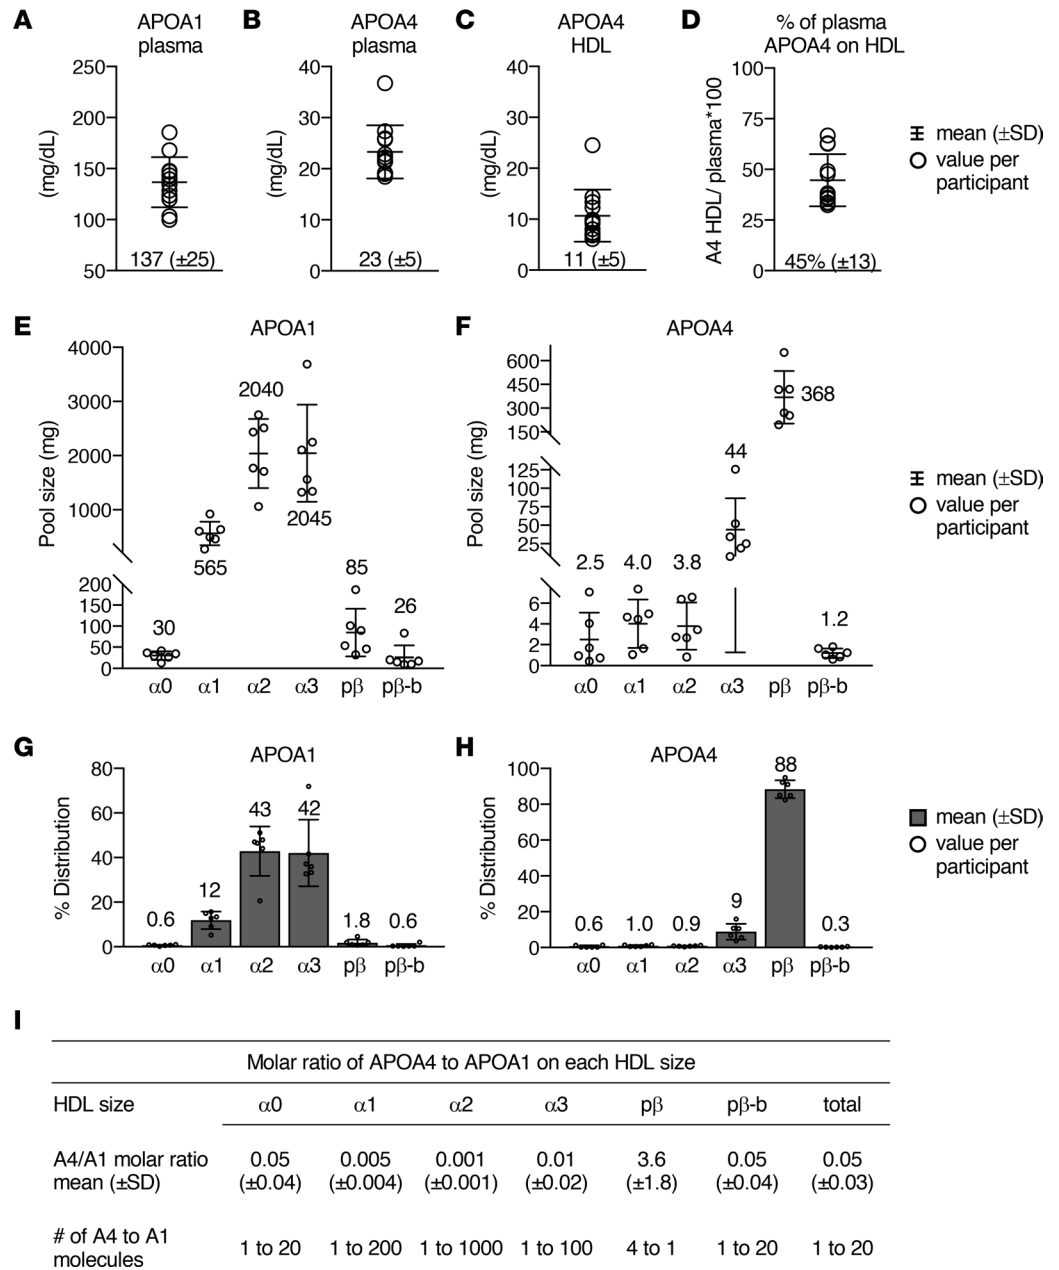 A
APOA1
plasma
250
200
150
100
50
(mg/dL)
137 (±25)
B
APOA4
plasma
40
30
20
10
0
(mg/dL)
23 (±5)
C
APOA4
HDL
40
30
20
10
0
(mg/dL)
11 (±5)
D
% of plasma
APOA4 on HDL
100
75
50
25
0
A4 HDL/ plasma*100
45% (±13)
mean (±SD)
value per
participant
E
APOA1
4000
3000
2000
1000
200
150
100
50
0
Pool size (mg)
30
565
2040
2045
85
26
α0 α1 α2 α3 pβ pβ-b
F
APOA4
600
450
300
150
125
100
75
50
25
6
4
2
0
Pool size (mg)
2.5
4.0
3.8
44
368
1.2
α0 α1 α2 α3 pβ pβ-b
mean (±SD)
value per
participant
G
APOA1
80
60
40
20
0
% Distribution
0.6
12
43
42
1.8
0.6
α0 α1 α2 α3 pβ pβ-b
H
APOA4
100
80
60
40
20
0
% Distribution
0.6
1.0
0.9
9
88
0.3
α0 α1 α2 α3 pβ pβ-b
mean (±SD)
value per
participant
I
Molar ratio of APOA4 to APOA1 on each HDL size
HDL size α0 α1 α2 α3 pβ pβ-b total
A4/A1 molar ratio 0.05 0.005 0.001 0.01 3.6 0.05 0.05
mean (±SD) (±0.04) (±0.004) (±0.001) (±0.02) (±1.8) (±0.04) (±0.03)
# of A4 to A1
molecules 1 to 20 1 to 200 1 to 1000 1 to 100 4 to 1 1 to 20 1 to 20